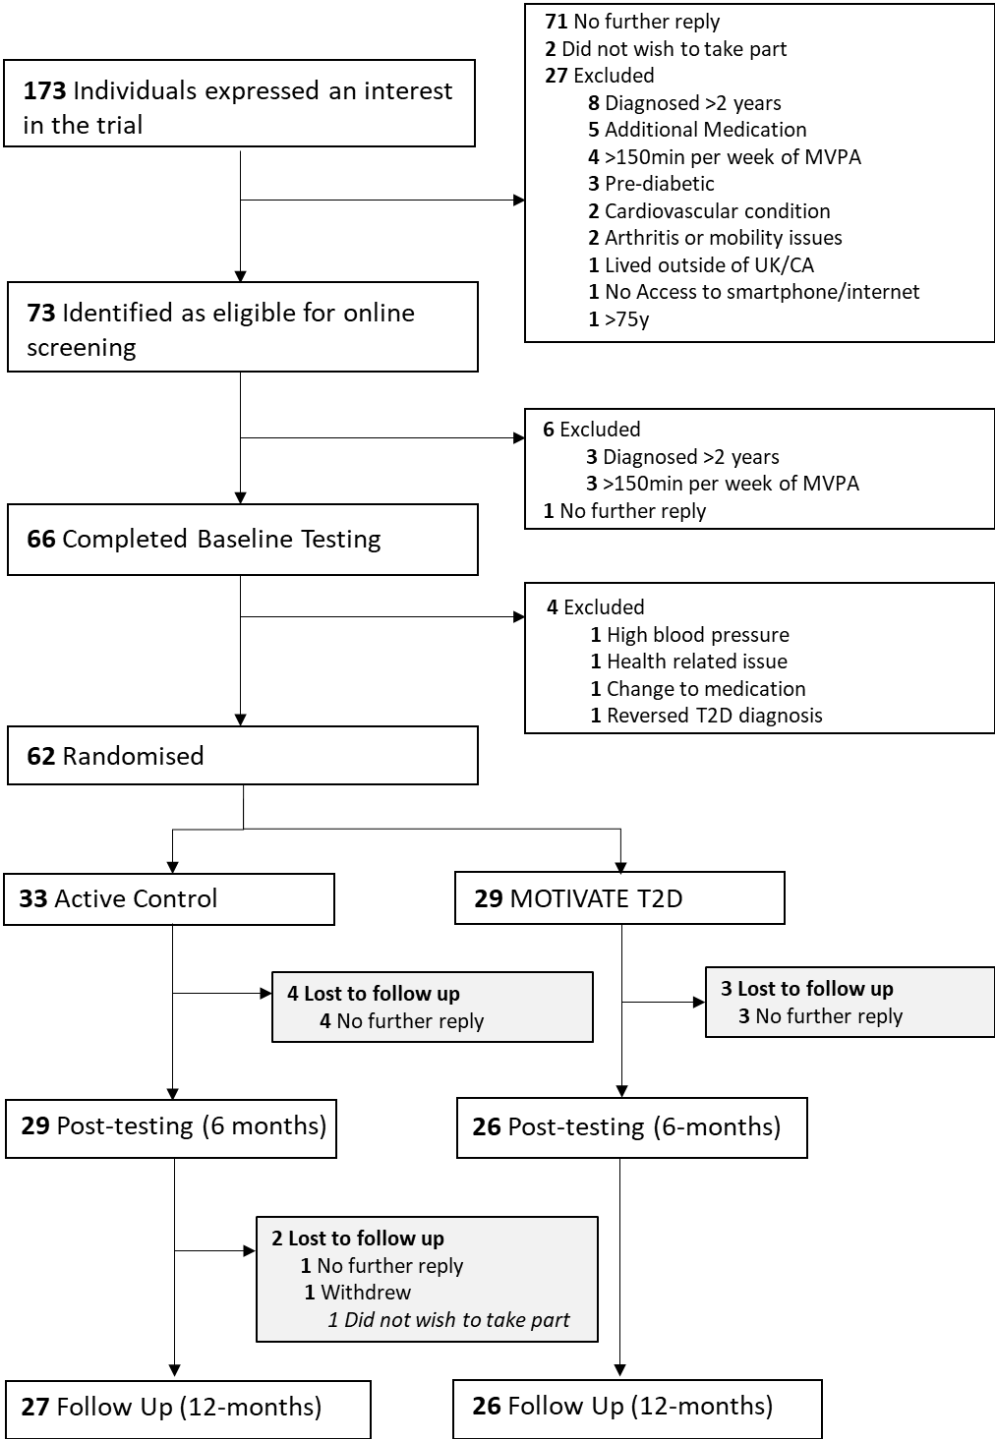 173 Individuals expressed an interest
in the trial
71 No further reply
2 Did not wish to take part
27 Excluded
8 Diagnosed >2 years
5 Additional Medication
4 >150min per week of MVPA
3 Pre-diabetic
2 Cardiovascular condition
2 Arthritis or mobility issues
1 Lived outside of UK/CA
1 No Access to smartphone/internet
1 >75y
73 Identified as eligible for online
screening
6 Excluded
3 Diagnosed >2 years
3 >150min per week of MVPA
1 No further reply
66 Completed Baseline Testing
4 Excluded
1 High blood pressure
1 Health related issue
1 Change to medication
1 Reversed T2D diagnosis
62 Randomised
33 Active Control
29 MOTIVATE T2D
4 Lost to follow up
4 No further reply
3 Lost to follow up
3 No further reply
29 Post-testing (6 months)
26 Post-testing (6-months)
2 Lost to follow up
1 No further reply
1 Withdrew
1 Did not wish to take part
27 Follow Up (12-months)
26 Follow Up (12-months)